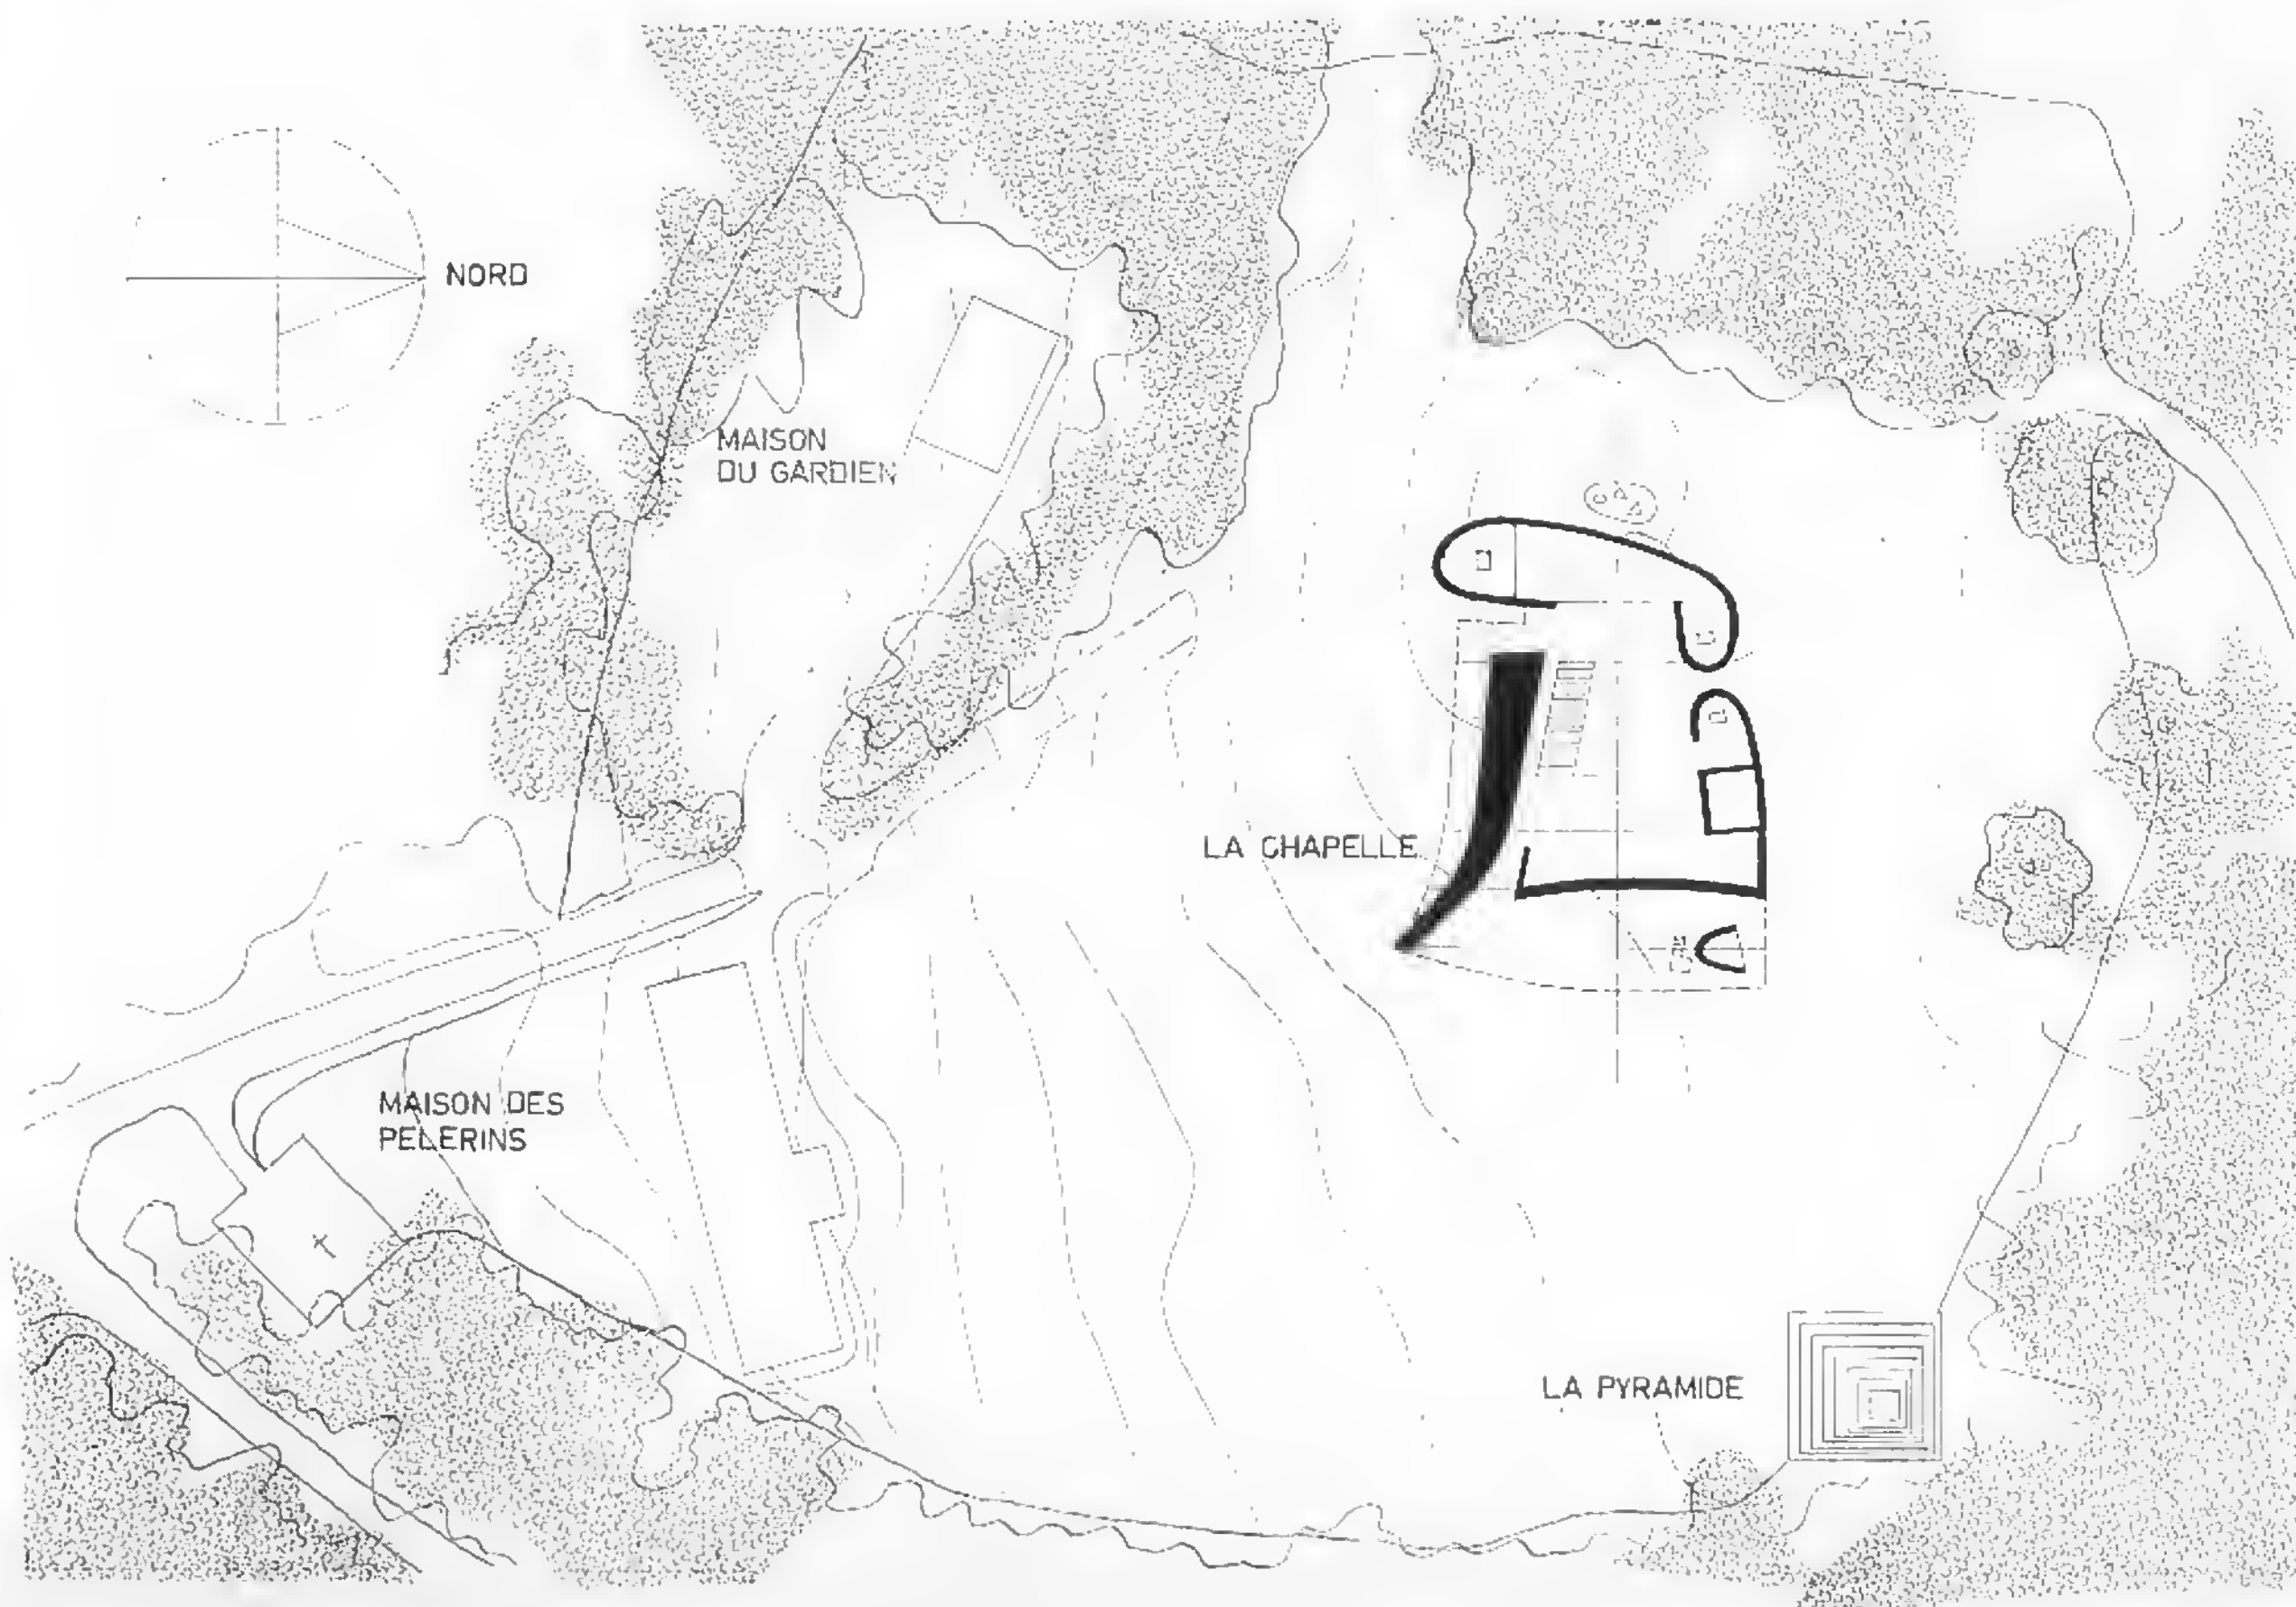 NORD
MAISON
DU GARDIEN
LA CHAPELLE
MAISON DES
PELERINS
LA PYRAMIDE